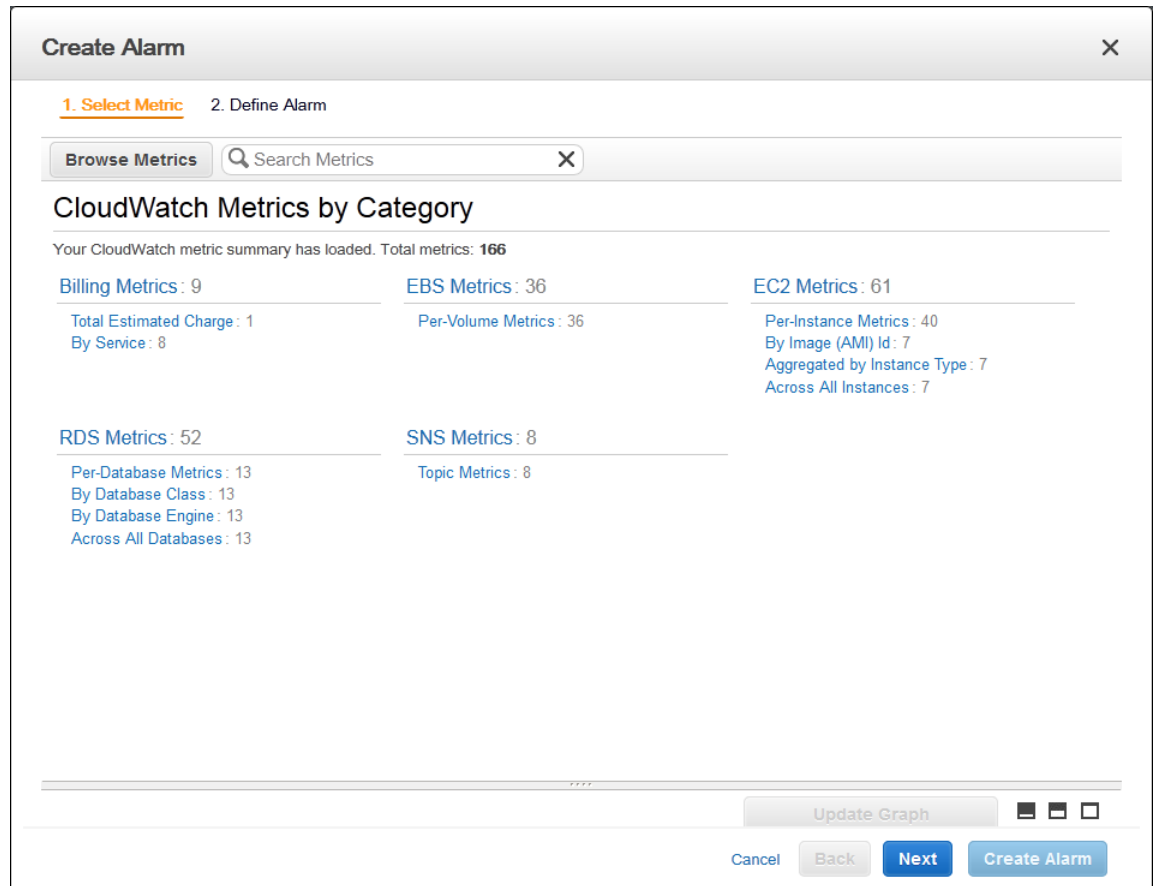 Create Alarm
1. Select Metric 2. Define Alarm
Browse Metrics Search Metrics
CloudWatch Metrics by Category
Your CloudWatch metric summary has loaded. Total metrics: 166
Billing Metrics : 9
Total Estimated Charge : 1
By Service : 8
EBS Metrics : 36
Per-Volume Metrics : 36
EC2 Metrics : 61
Per-Instance Metrics : 40
By Image (AMI) Id : 7
Aggregated by Instance Type : 7
Across All Instances : 7
RDS Metrics : 52
Per-Database Metrics : 13
By Database Class : 13
By Database Engine : 13
Across All Databases : 13
SNS Metrics : 8
Topic Metrics : 8
Update Graph
Cancel Back Next Create Alarm